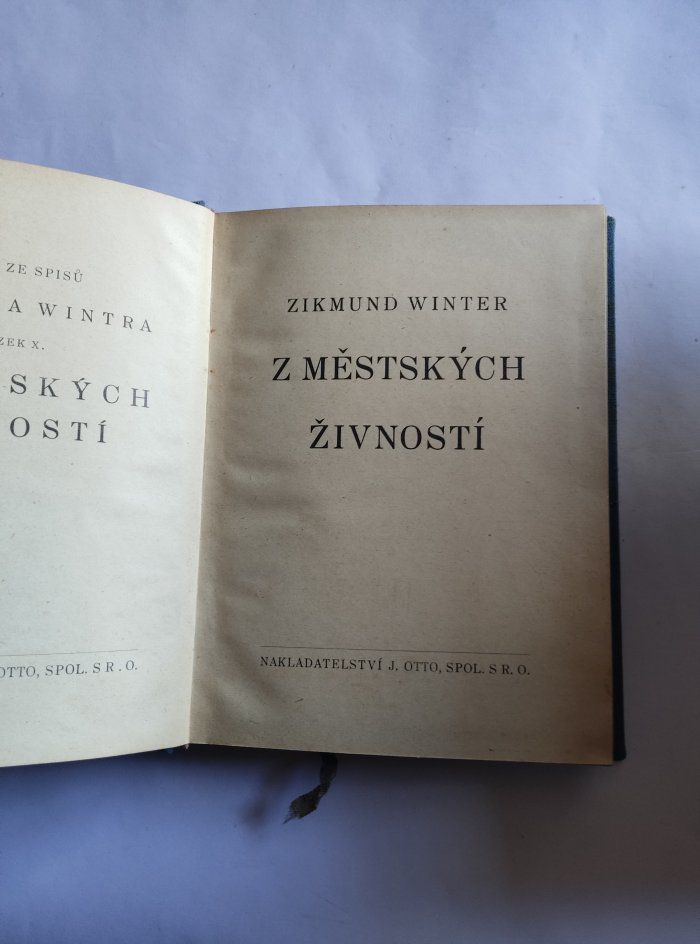 ZE SPISŮ
A WINTRA
ZEK X.
SKÝCH
OSTÍ
OTTO, SPOL. S R. O.
ZIKMUND WINTER
Z MĚSTSKÝCH
ŽIVNOSTÍ
NAKLADATELSTVÍ J. OTTO, SPOL. S R. O.